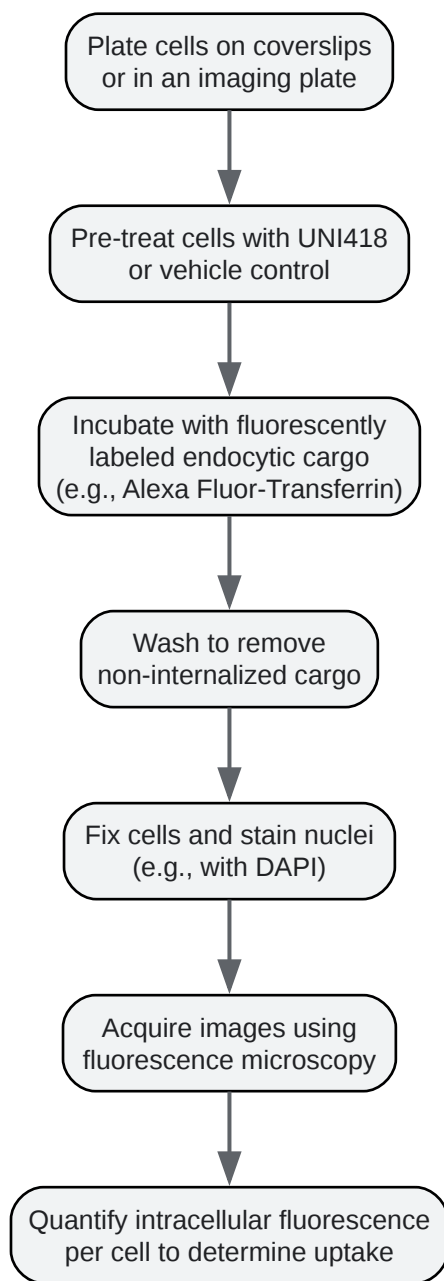 Plate cells on coverslips
or in an imaging plate
Pre-treat cells with UNI418
or vehicle control
Incubate with fluorescently
labeled endocytic cargo
(e.g., Alexa Fluor-Transferrin)
Wash to remove
non-internalized cargo
Fix cells and stain nuclei
(e.g., with DAPI)
Acquire images using
fluorescence microscopy
Quantify intracellular fluorescence
per cell to determine uptake